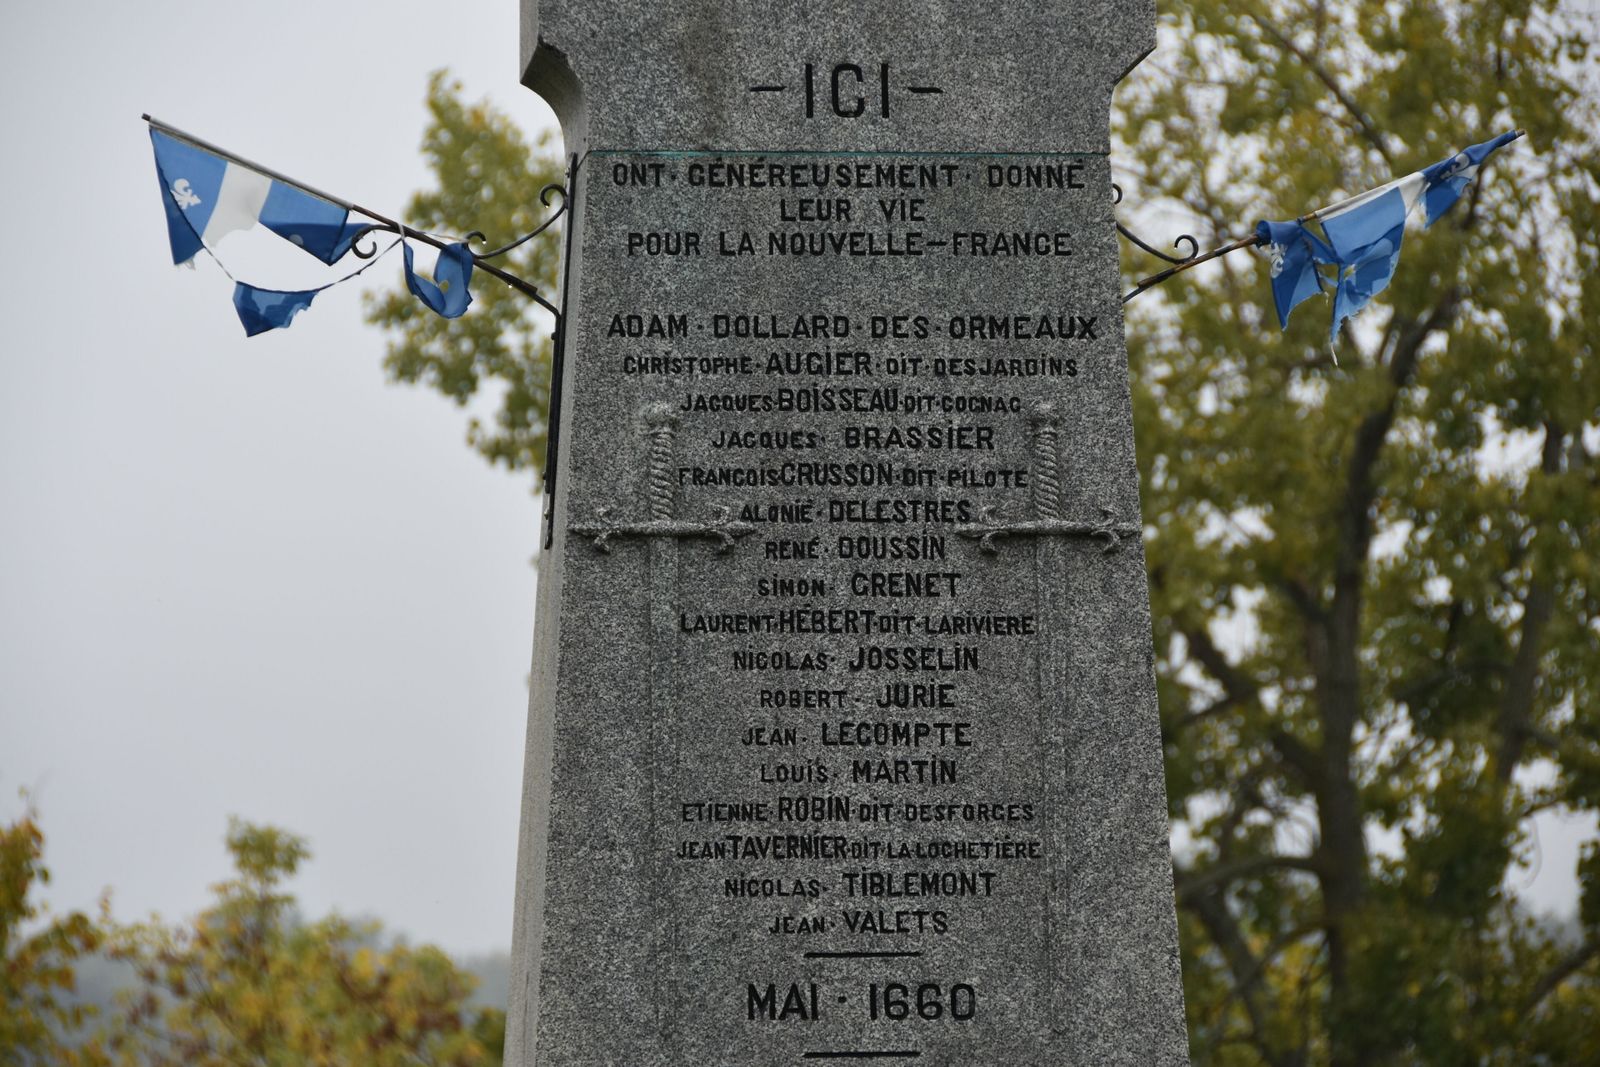 -ICI-
ONT·GÉNÉREUSEMENT·DONNÉ
LEUR VIE
POUR LA NOUVELLE-FRANCE
ADAM·DOLLARD·DES·ORMEAUX
CHRISTOPHE·AUGIER·DIT·DESJARDINS
JACQUES·BOISSEAU·DIT·COGNAC
JACQUES·BRASSIER
FRANCOIS·CRUSSON·DIT·PILOTE
ALONIÉ·DELESTRES
RENÉ·DOUSSIN
SIMON·GRENET
LAURENT·HÉBERT·DIT·LARIVIERE
NICOLAS·JOSSELIN
ROBERT·JURIE
JEAN·LECOMPTE
LOUIS·MARTIN
ETIENNE·ROBIN·DIT·DESFORGES
JEAN·TAVERNIER·DIT·LA·LOCHETIÈRE
NICOLAS·TIBLEMONT
JEAN·VALETS
MAI·1660